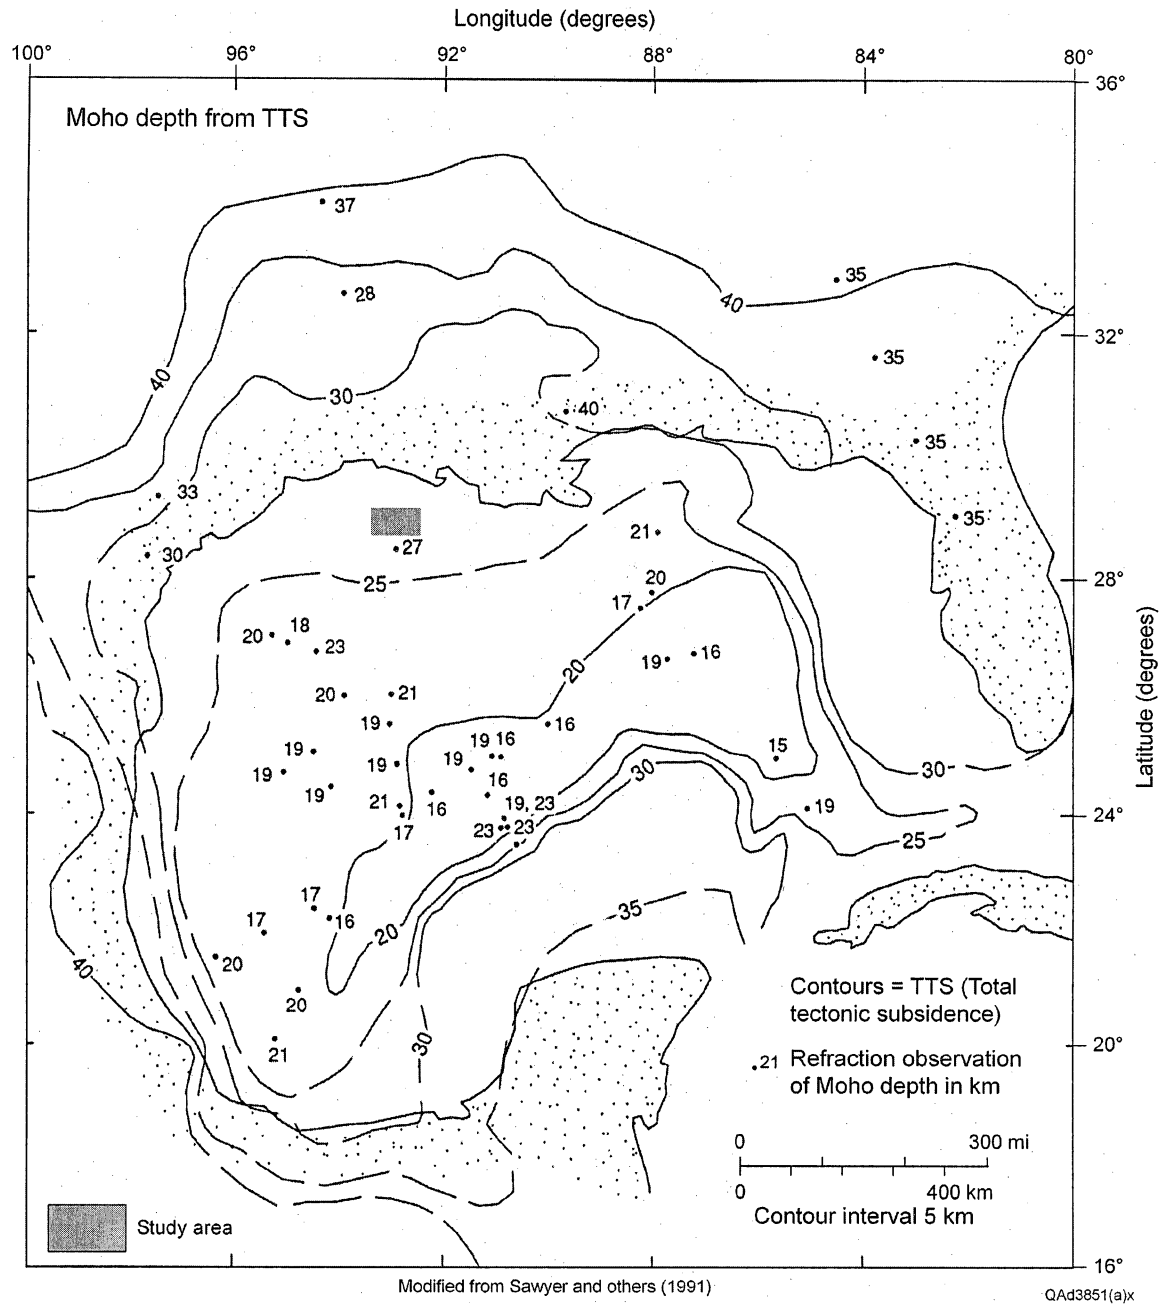 Longitude (degrees)
100° 96° 92° 88° 84° 80°
36°
Moho depth from TTS
37
35
28
40
32°
35
40
30
40
35
33
35
21
27
30
25
28°
20
17
18
20 23
19 16
20
20 21
Latitude (degrees)
19 16
19 16
15
19 19 30
30
19 19
16
19 21 16 19 23 19
24°
17 23 23 25
17 16 35
17
20
20 40
20
Contours = TTS (Total
tectonic subsidence)
21 30 20°
21 Refraction observation
of Moho depth in km
0 300 mi
0 400 km
Contour interval 5 km
Study area
16°
Modified from Sawyer and others (1991)
QAd3851(a)x